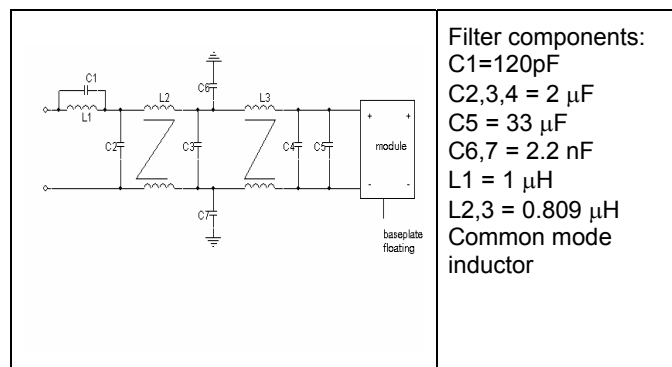 C1
L1
L2
C6
L3
C2
C3
C4
C5
+ +
module
- -
C7
baseplate
floating
Filter components:
C1=120pF
C2,3,4 = 2 μF
C5 = 33 μF
C6,7 = 2.2 nF
L1 = 1 μH
L2,3 = 0.809 μH
Common mode
inductor